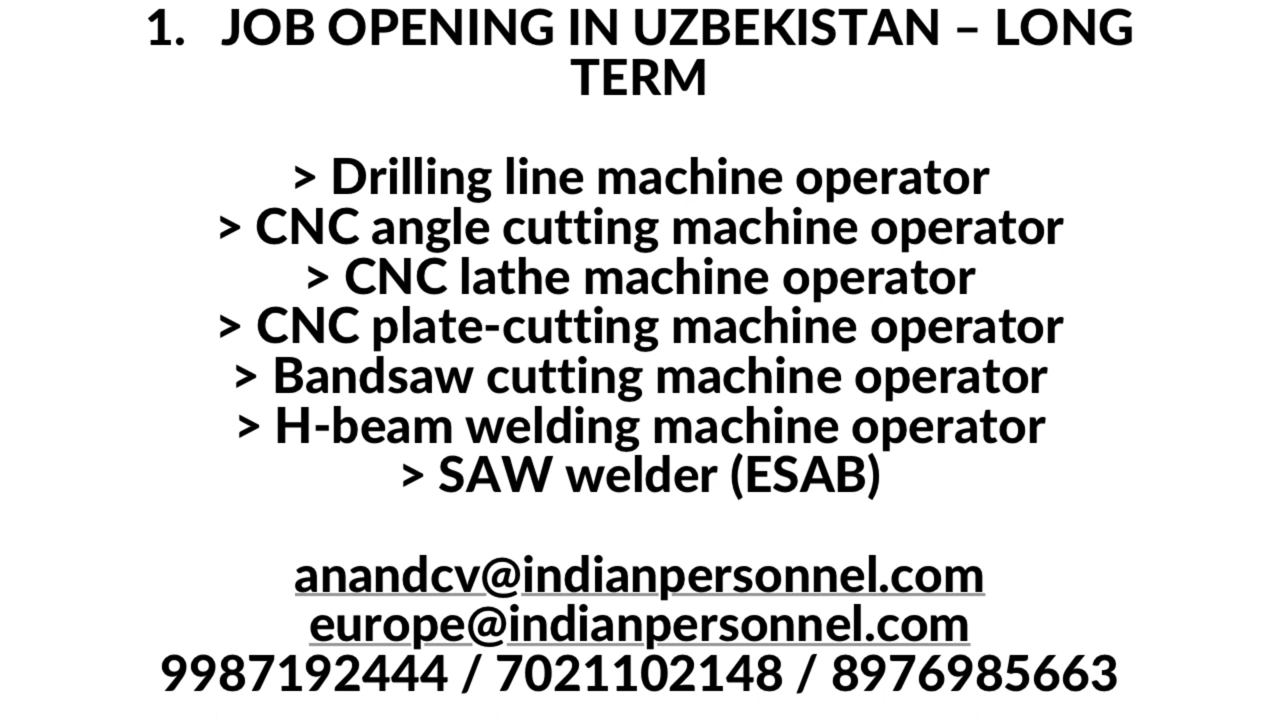 1. JOB OPENING IN UZBEKISTAN – LONG
TERM
> Drilling line machine operator
> CNC angle cutting machine operator
> CNC lathe machine operator
> CNC plate-cutting machine operator
> Bandsaw cutting machine operator
> H-beam welding machine operator
> SAW welder (ESAB)
anandcv@indianpersonnel.com
europe@indianpersonnel.com
9987192444 / 7021102148 / 8976985663